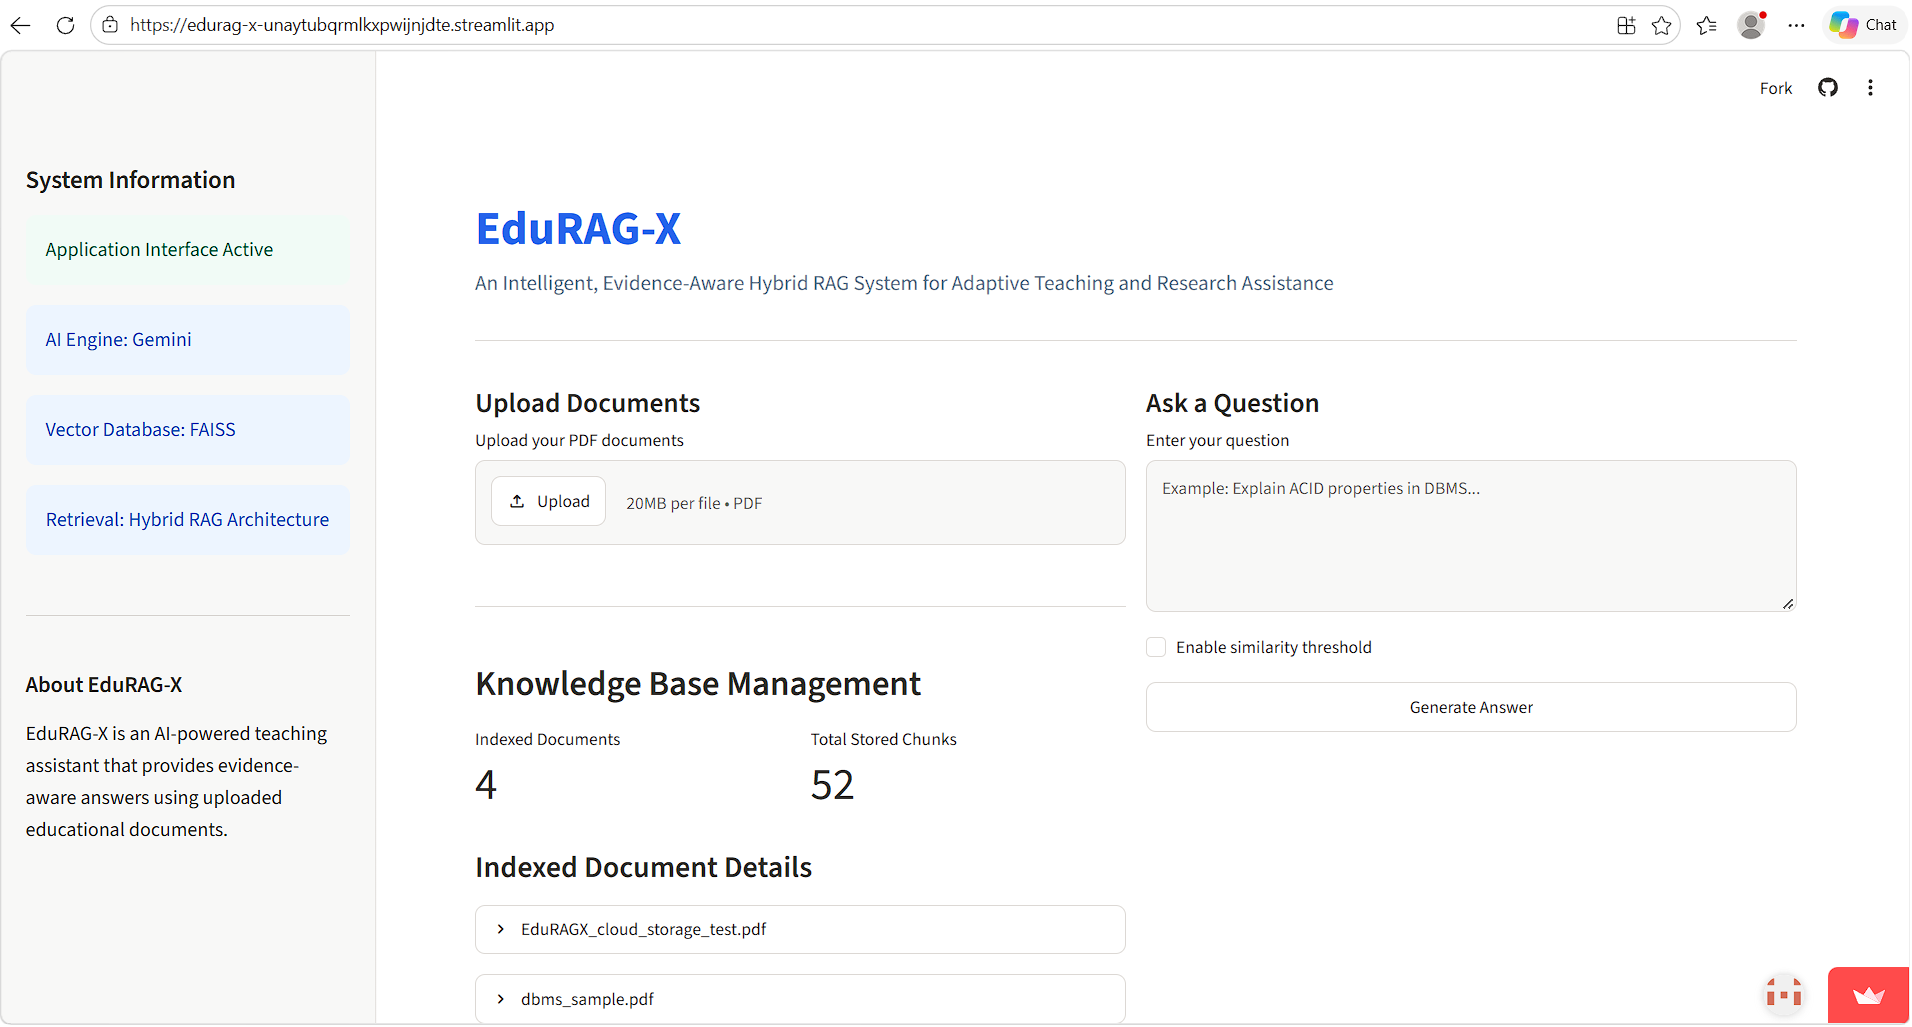 https://edurag-x-unaytubqrmlkxpwijnjdte.streamlit.app
Chat
Fork
System Information
Application Interface Active
AI Engine: Gemini
Vector Database: FAISS
Retrieval: Hybrid RAG Architecture
About EduRAG-X
EduRAG-X is an AI-powered teaching
assistant that provides evidence-
aware answers using uploaded
educational documents.
EduRAG-X
An Intelligent, Evidence-Aware Hybrid RAG System for Adaptive Teaching and Research Assistance
Upload Documents
Upload your PDF documents
Upload
20MB per file • PDF
Knowledge Base Management
Indexed Documents
4
Total Stored Chunks
52
Indexed Document Details
EduRAGX_cloud_storage_test.pdf
dbms_sample.pdf
Ask a Question
Enter your question
Example: Explain ACID properties in DBMS...
Enable similarity threshold
Generate Answer